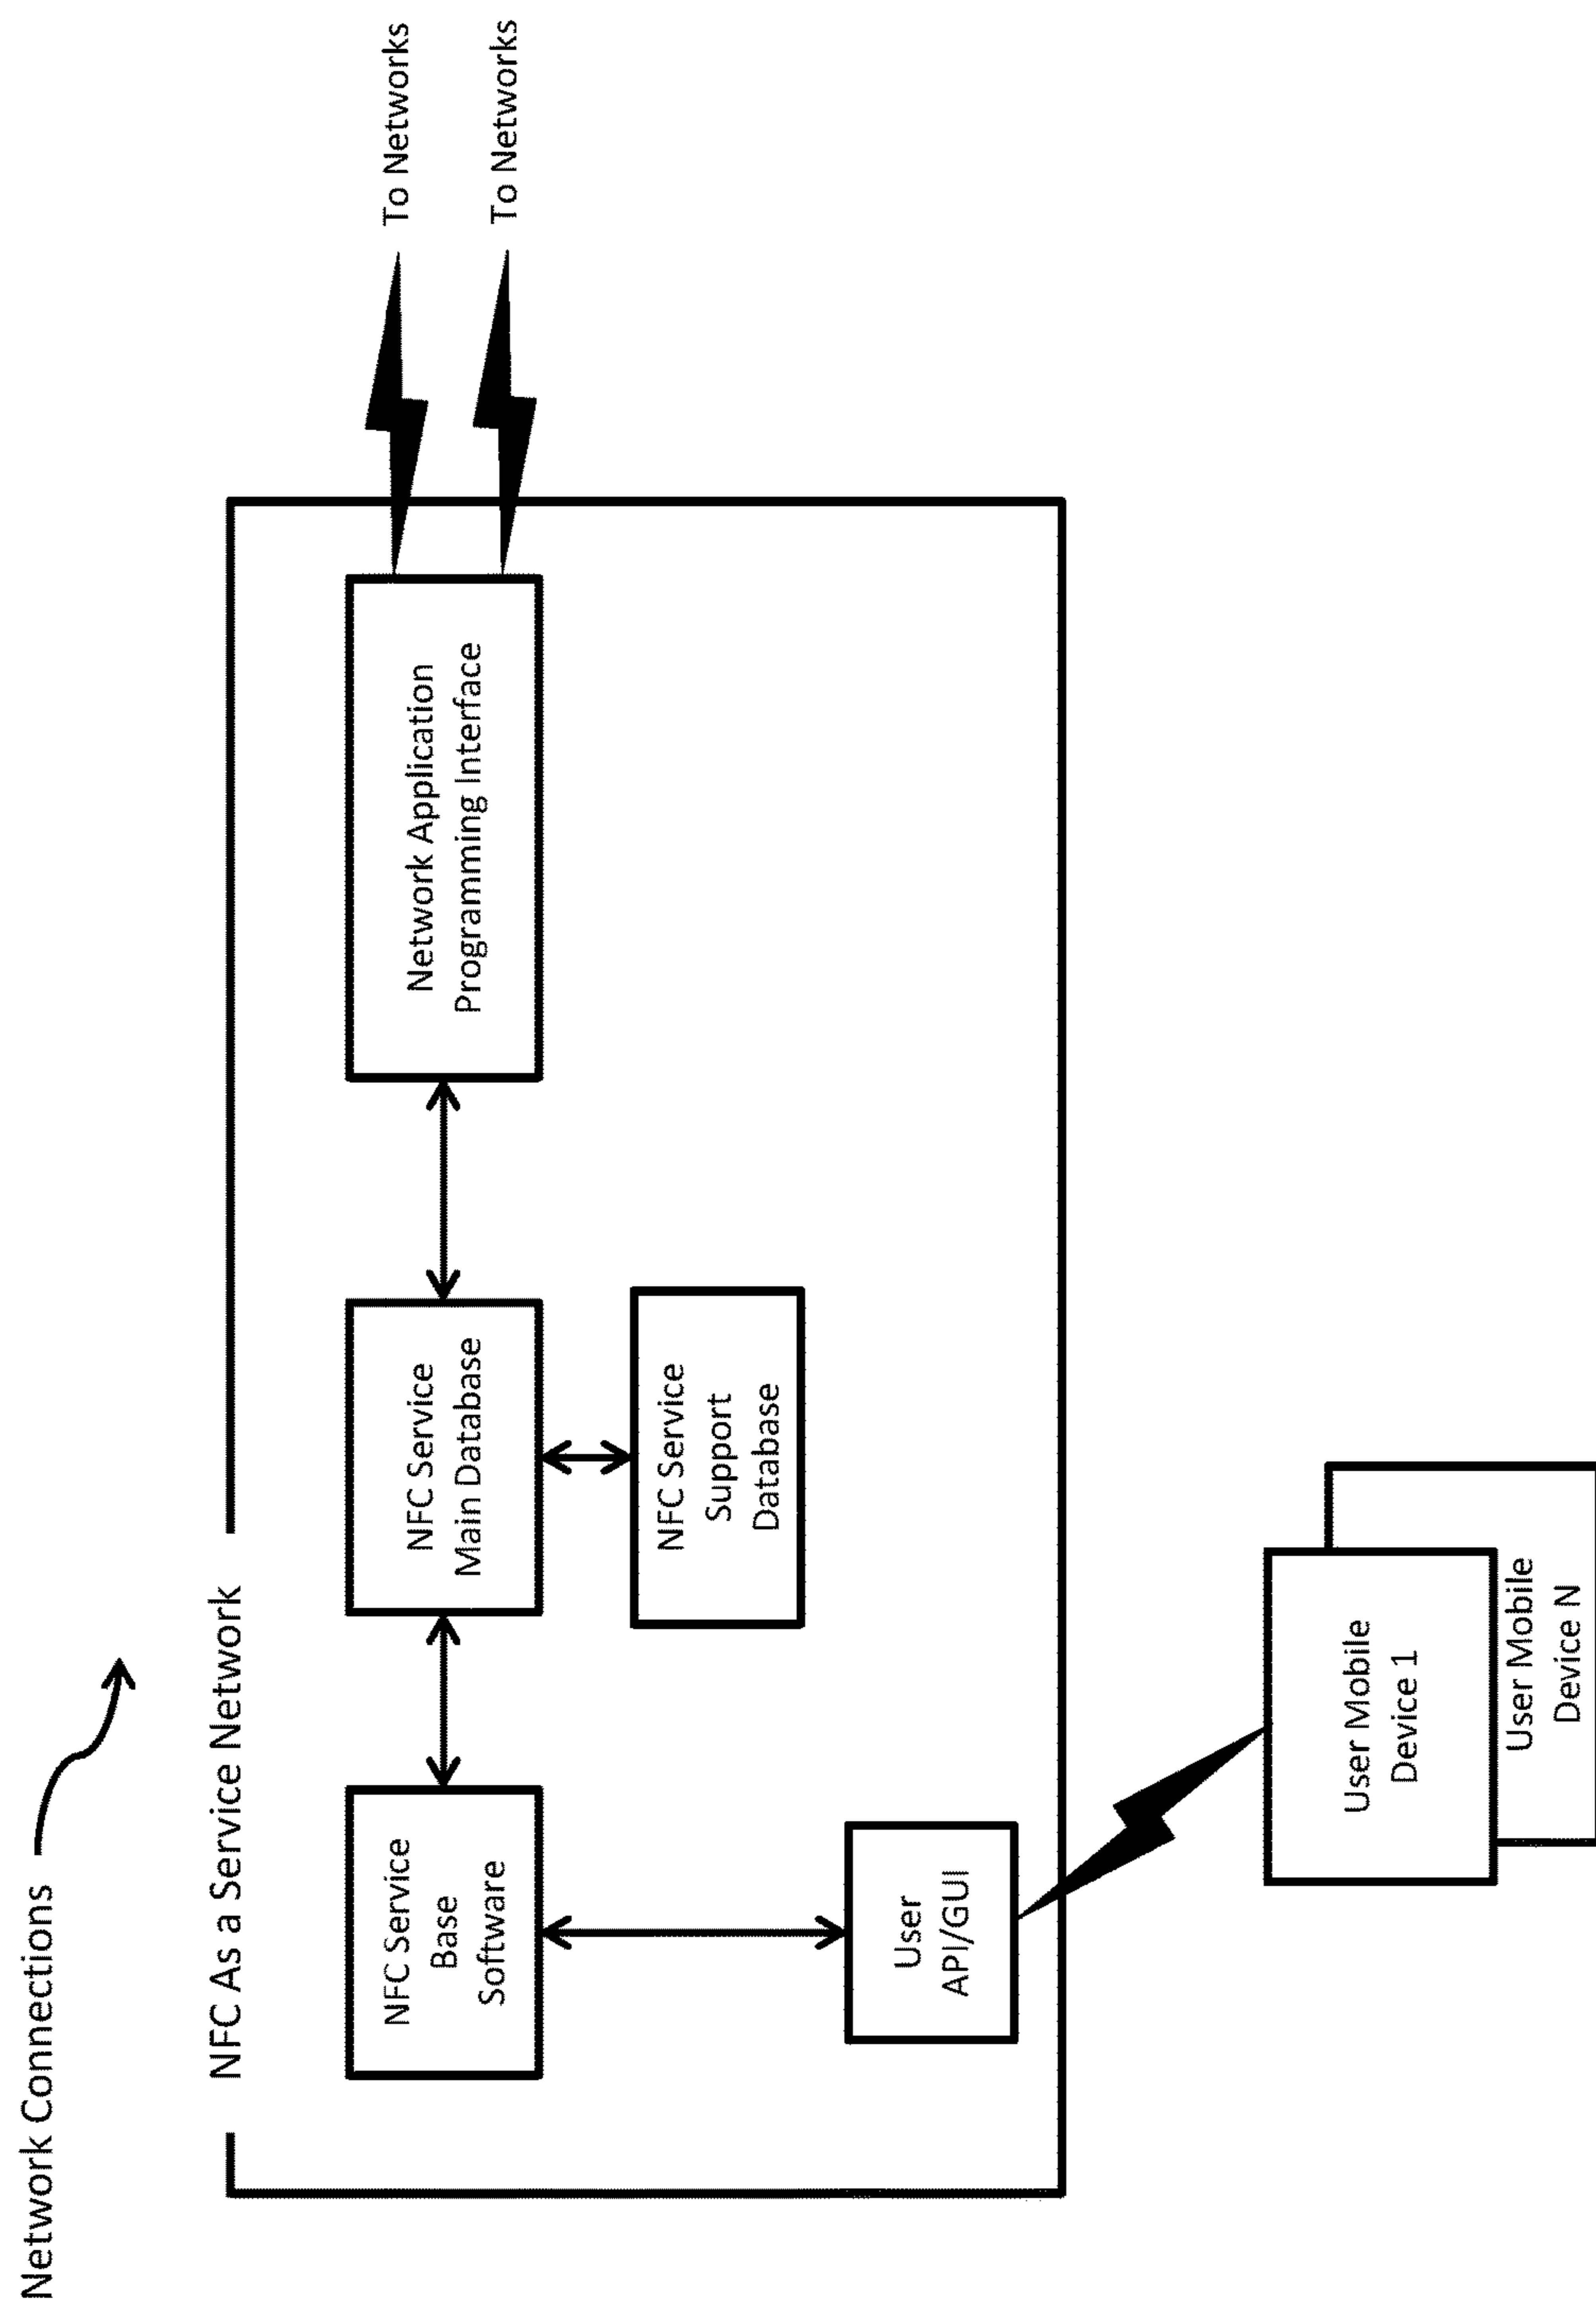 Network Connections
NFC As a Service Network
NFC Service
Base
Software
NFC Service
Main Database
Network Application
Programming Interface
To Networks
To Networks
NFC Service
Support
Database
User
API/GUI
User Mobile
Device 1
User Mobile
Device N